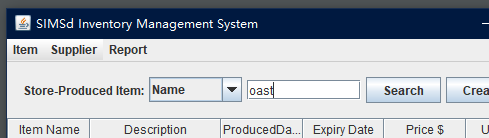 SIMSd Inventory Management System
Item Supplier Report
Store-Produced Item: Name oast Search Crea
Item Name Description ProducedDa... Expiry Date Price $ U